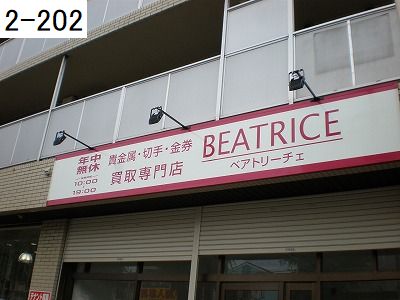 2-202
年中
無休
10:00
19:00
貴金属・切手・金券
買取専門店
BEATRICE
ベアトリーチェ